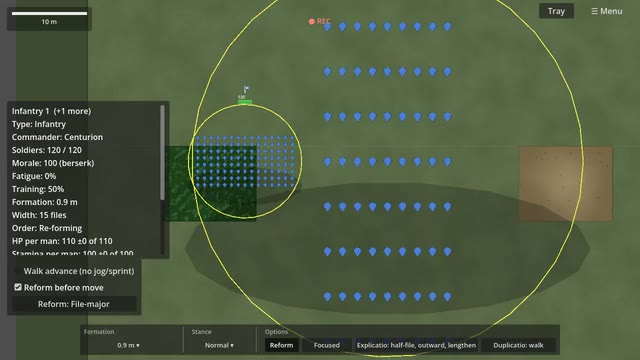 10 m
REC
Tray
☰ Menu
120
Infantry 1 (+1 more)
Type: Infantry
Commander: Centurion
Soldiers: 120 / 120
Morale: 100 (berserk)
Fatigue: 0%
Training: 50%
Formation: 0.9 m
Width: 15 files
Order: Re-forming
HP per man: 110 ±0 of 110
Stamina per man: 100 ±0 of 100
Walk advance (no jog/sprint)
Reform before move
Reform: File-major
Formation
Stance
Options
0.9 m ▾
Normal ▾
Reform
Focused
Explicatio: half-file, outward, lengthen
Duplicatio: walk